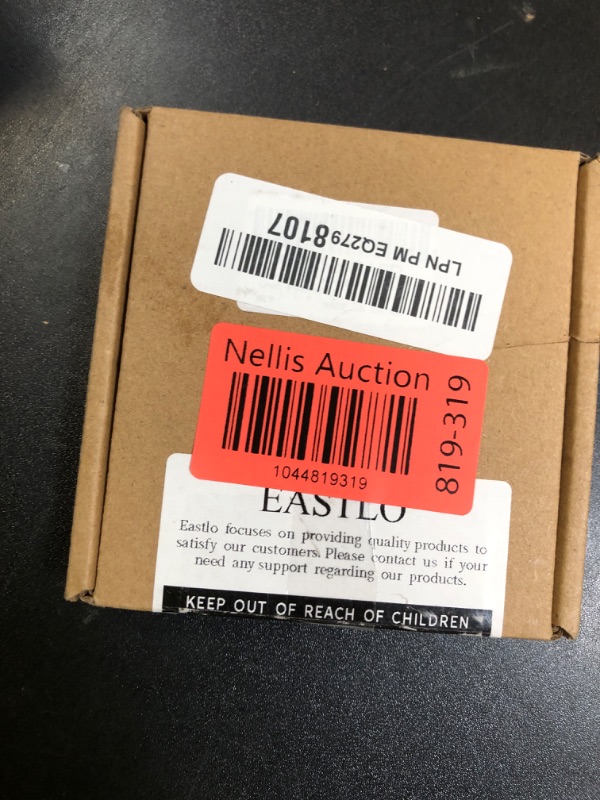 LPN PM EQ2798107
Nellis Auction
1044819319
819-319
EASTLO
Eastlo focuses on providing quality products to
satisfy our customers. Please contact us if your
need any support regarding our products.
KEEP OUT OF REACH OF CHILDREN